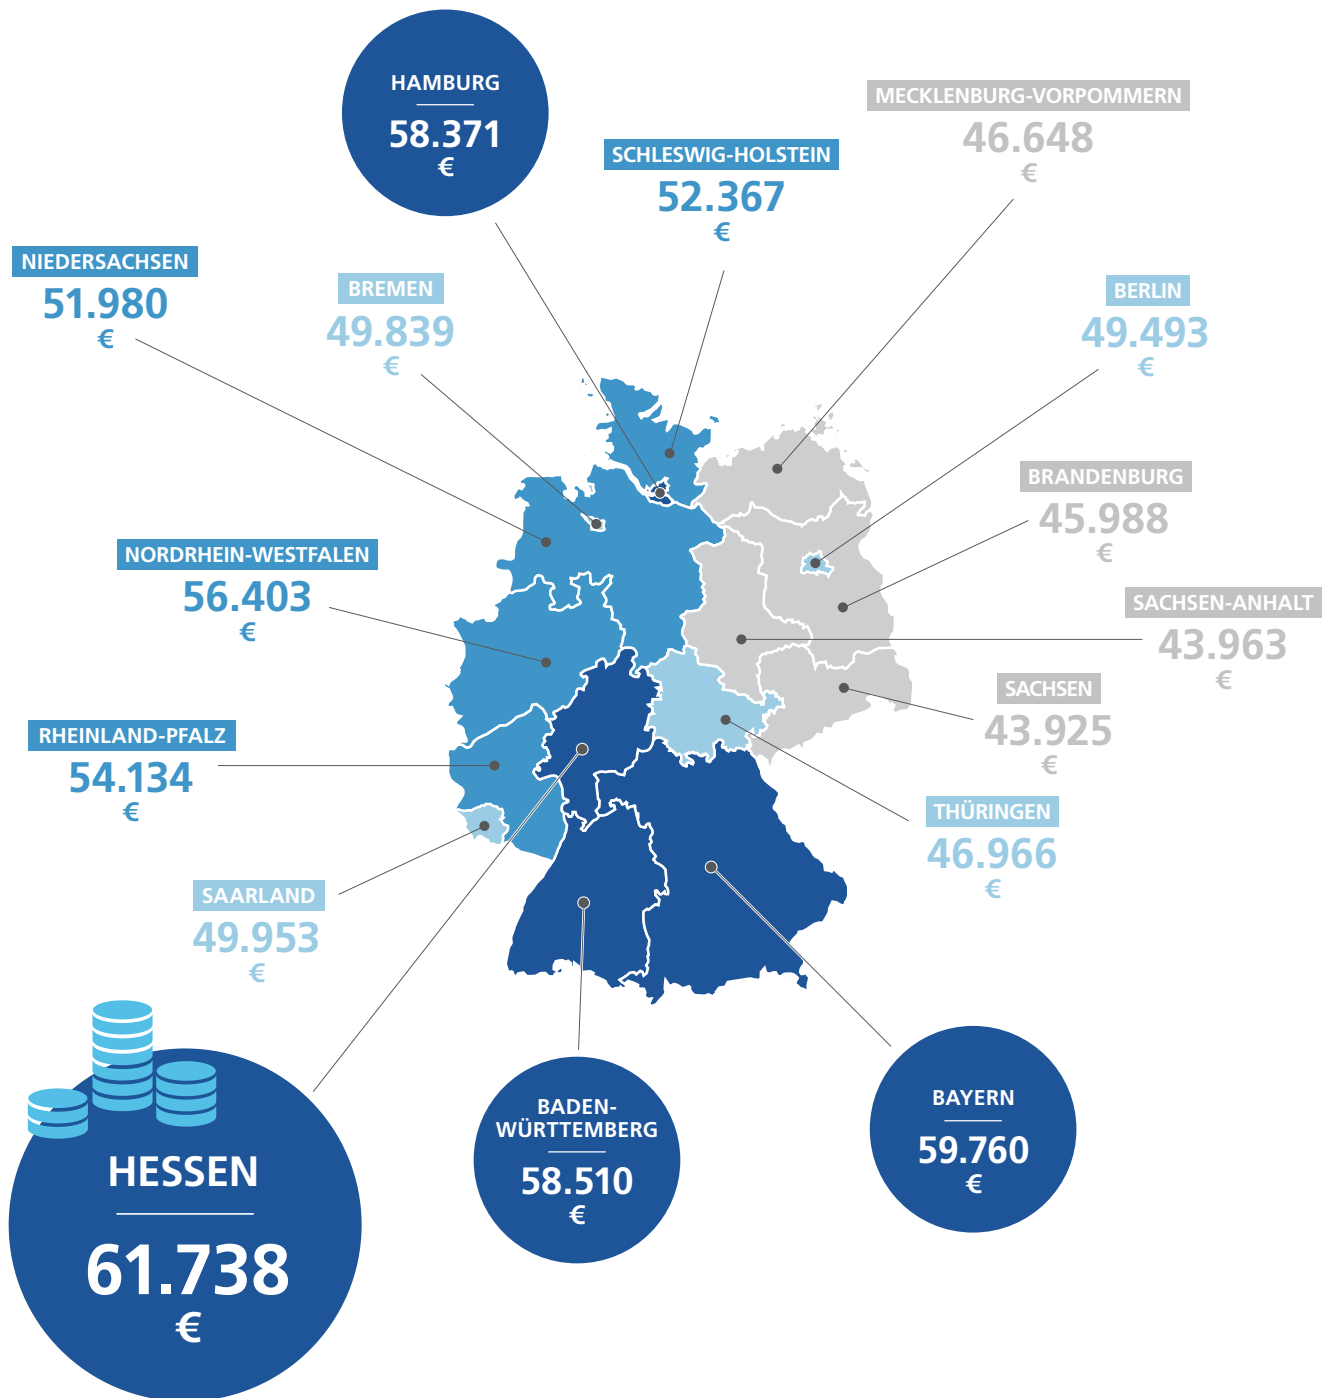 HAMBURG
58.371
€
MECKLENBURG-VORPOMMERN
46.648
€
SCHLESWIG-HOLSTEIN
52.367
€
NIEDERSACHSEN
51.980
€
BREMEN
49.839
€
BERLIN
49.493
€
BRANDENBURG
45.988
€
NORDRHEIN-WESTFALEN
56.403
€
SACHSEN-ANHALT
43.963
€
SACHSEN
43.925
€
RHEINLAND-PFALZ
54.134
€
THÜRINGEN
46.966
€
SAARLAND
49.953
€
HESSEN
61.738
€
BADEN-
WÜRTTEMBERG
58.510
€
BAYERN
59.760
€